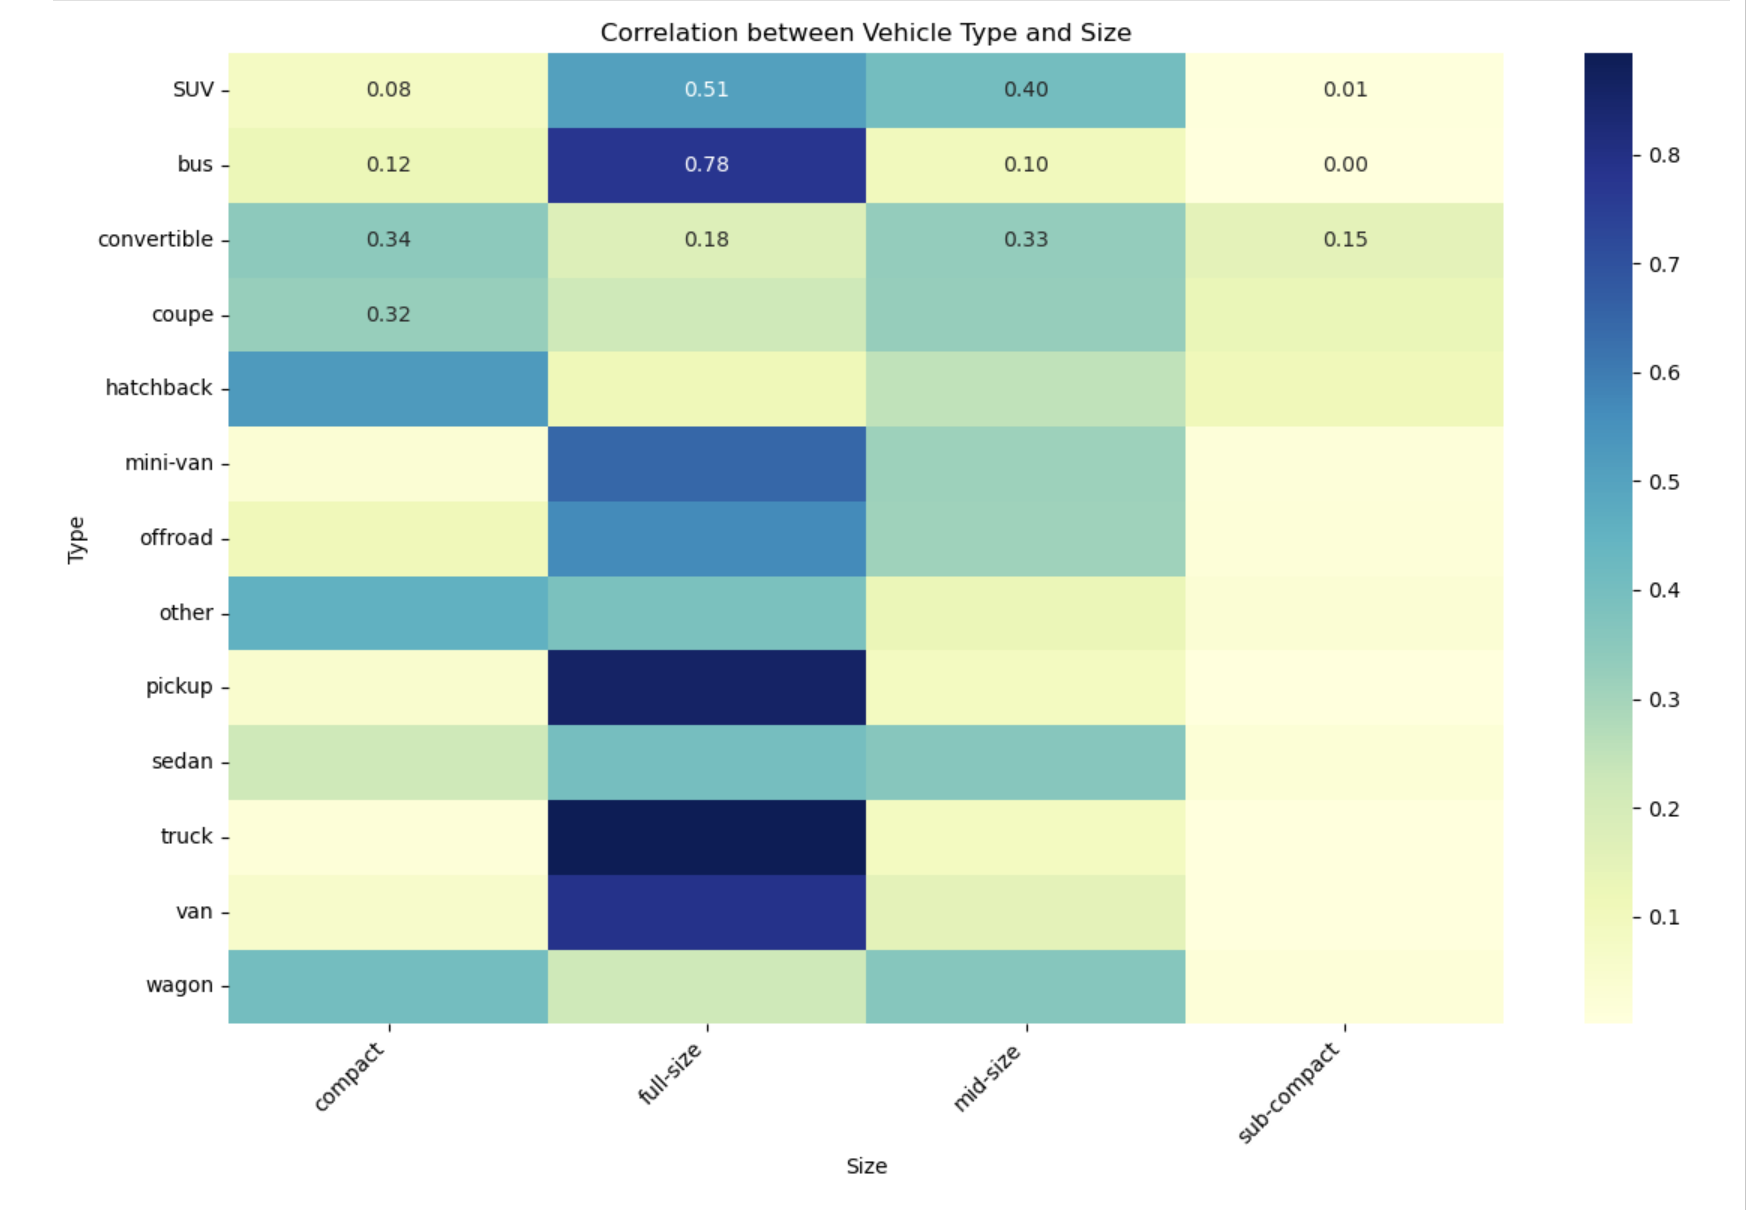 Correlation between Vehicle Type and Size
SUV 0.08 0.51 0.40 0.01
bus 0.12 0.78 0.10 0.00
convertible 0.34 0.18 0.33 0.15
coupe 0.32
hatchback
mini-van
offroad
other
pickup
sedan
truck
van
wagon
Type
compact full-size mid-size sub-compact
Size
0.8
0.7
0.6
0.5
0.4
0.3
0.2
0.1